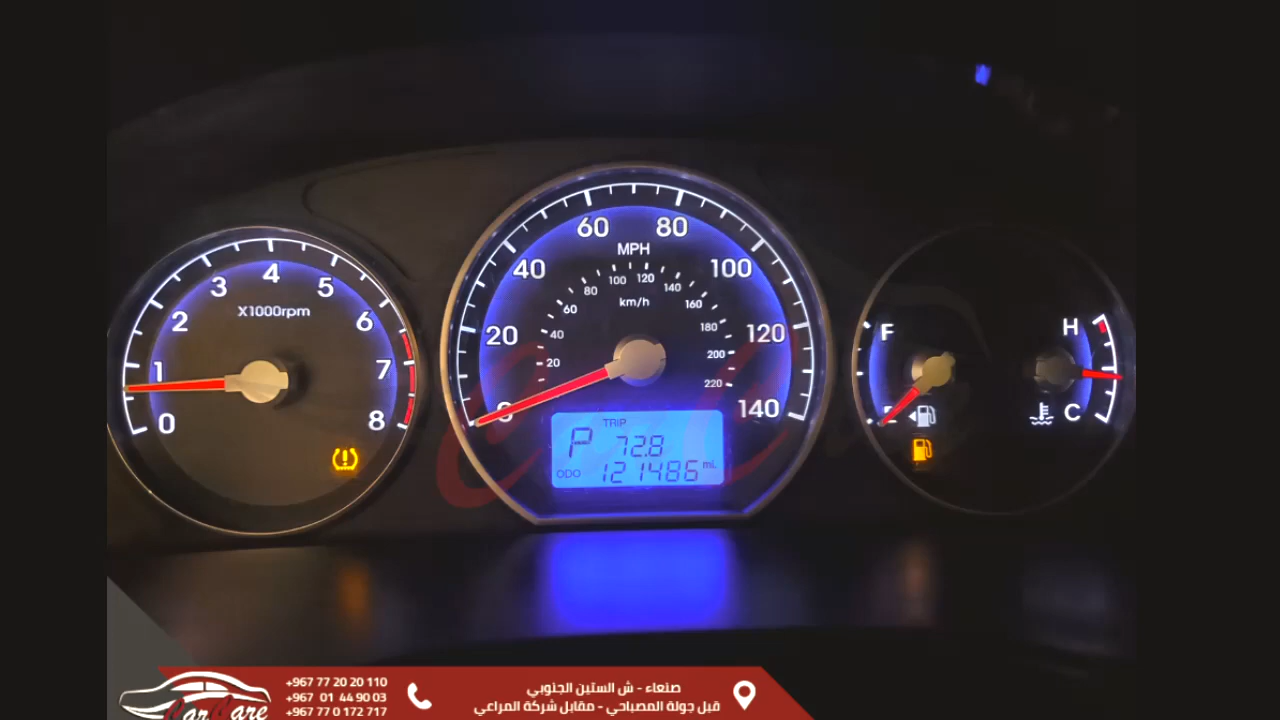 0 1 2 3 4 5 6 7 8
X1000rpm
0 20 40 60 80 100 120 140
MPH
20 40 60 80 100 120 140 160 180 200 220
km/h
TRIP
P 72.8
ODO 121486 mi.
F
E
H
C
CarCare
+967 77 20 20 110
+967 01 44 90 03
+967 77 0 172 717
صنعاء - ش الستين الجنوبي
قبل جولة المصباحي - مقابل شركة المراعي